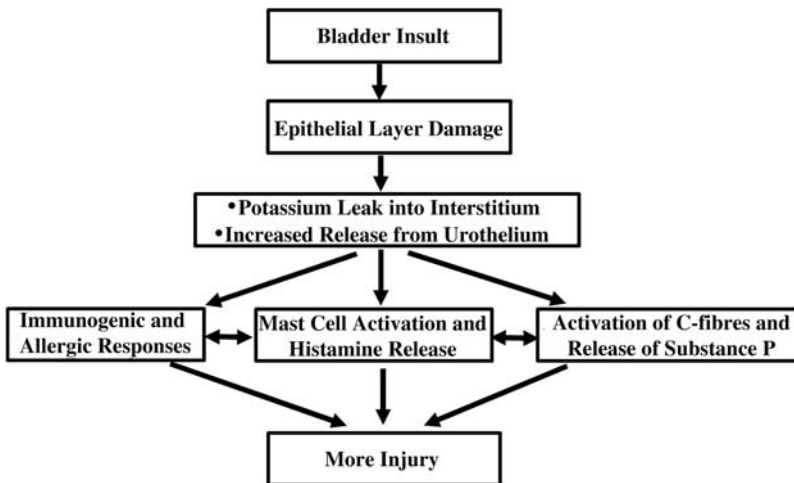 Bladder Insult
Epithelial Layer Damage
•Potassium Leak into Interstitium
•Increased Release from Urothelium
Immunogenic and
Allergic Responses
Mast Cell Activation and
Histamine Release
Activation of C-fibres and
Release of Substance P
More Injury